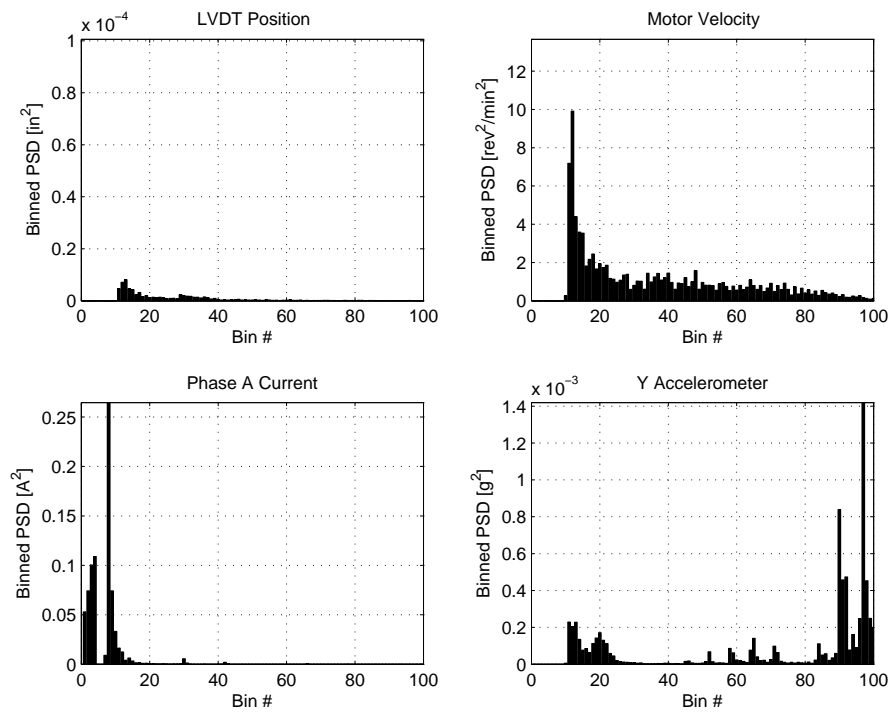 LVDT Position
x 10^-4
1
0.8
0.6
0.4
0.2
0
0 20 40 60 80 100
Binned PSD [in^2]
Bin #
Motor Velocity
12
10
8
6
4
2
0
0 20 40 60 80 100
Binned PSD [rev^2/min^2]
Bin #
Phase A Current
0.25
0.2
0.15
0.1
0.05
0
0 20 40 60 80 100
Binned PSD [A^2]
Bin #
Y Accelerometer
x 10^-3
1.4
1.2
1
0.8
0.6
0.4
0.2
0
0 20 40 60 80 100
Binned PSD [g^2]
Bin #